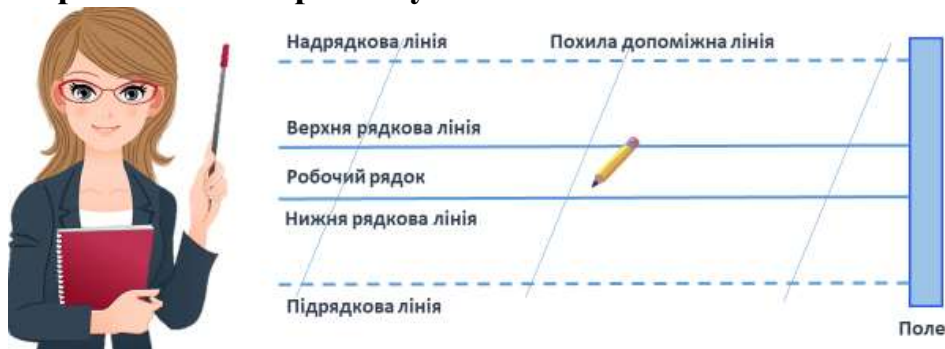 Надрядкова лінія
Похила допоміжна лінія
Верхня рядкова лінія
Робочий рядок
Нижня рядкова лінія
Підрядкова лінія
Поле